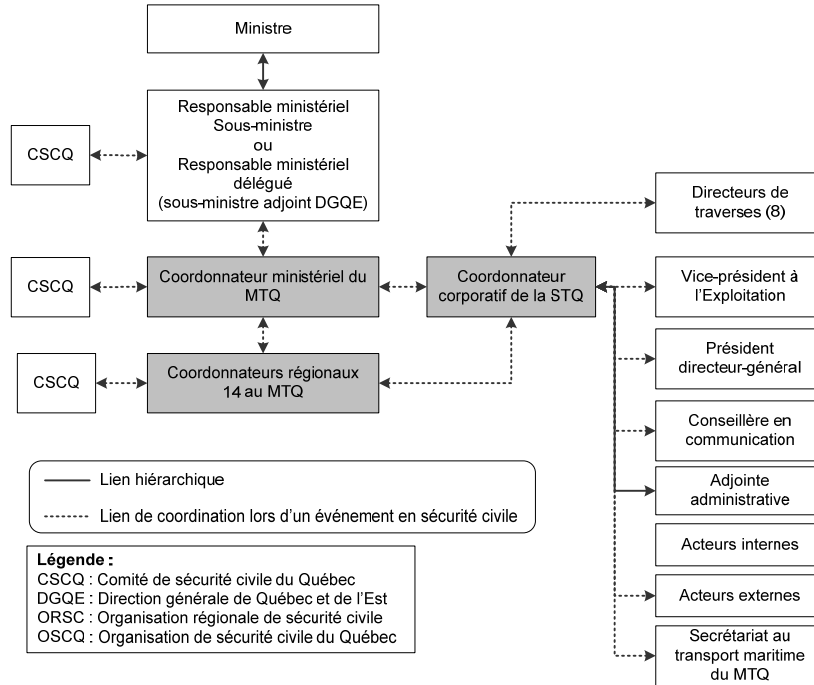 Ministre
Responsable ministériel
Sous-ministre
ou
Responsable ministériel
délégué
(sous-ministre adjoint DGQE)
CSCQ
Directeurs de
traverses (8)
CSCQ
Coordonnateur ministériel du
MTQ
Coordonnateur
corporatif de la STQ
Vice-président à
l'Exploitation
CSCQ
Coordonnateurs régionaux
14 au MTQ
Président
directeur-général
Conseillère en
communication
Adjointe
administrative
Acteurs internes
Acteurs externes
Secrétariat au
transport maritime
du MTQ
Lien hiérarchique
Lien de coordination lors d'un événement en sécurité civile
Légende :
CSCQ : Comité de sécurité civile du Québec
DGQE : Direction générale de Québec et de l'Est
ORSC : Organisation régionale de sécurité civile
OSCQ : Organisation de sécurité civile du Québec